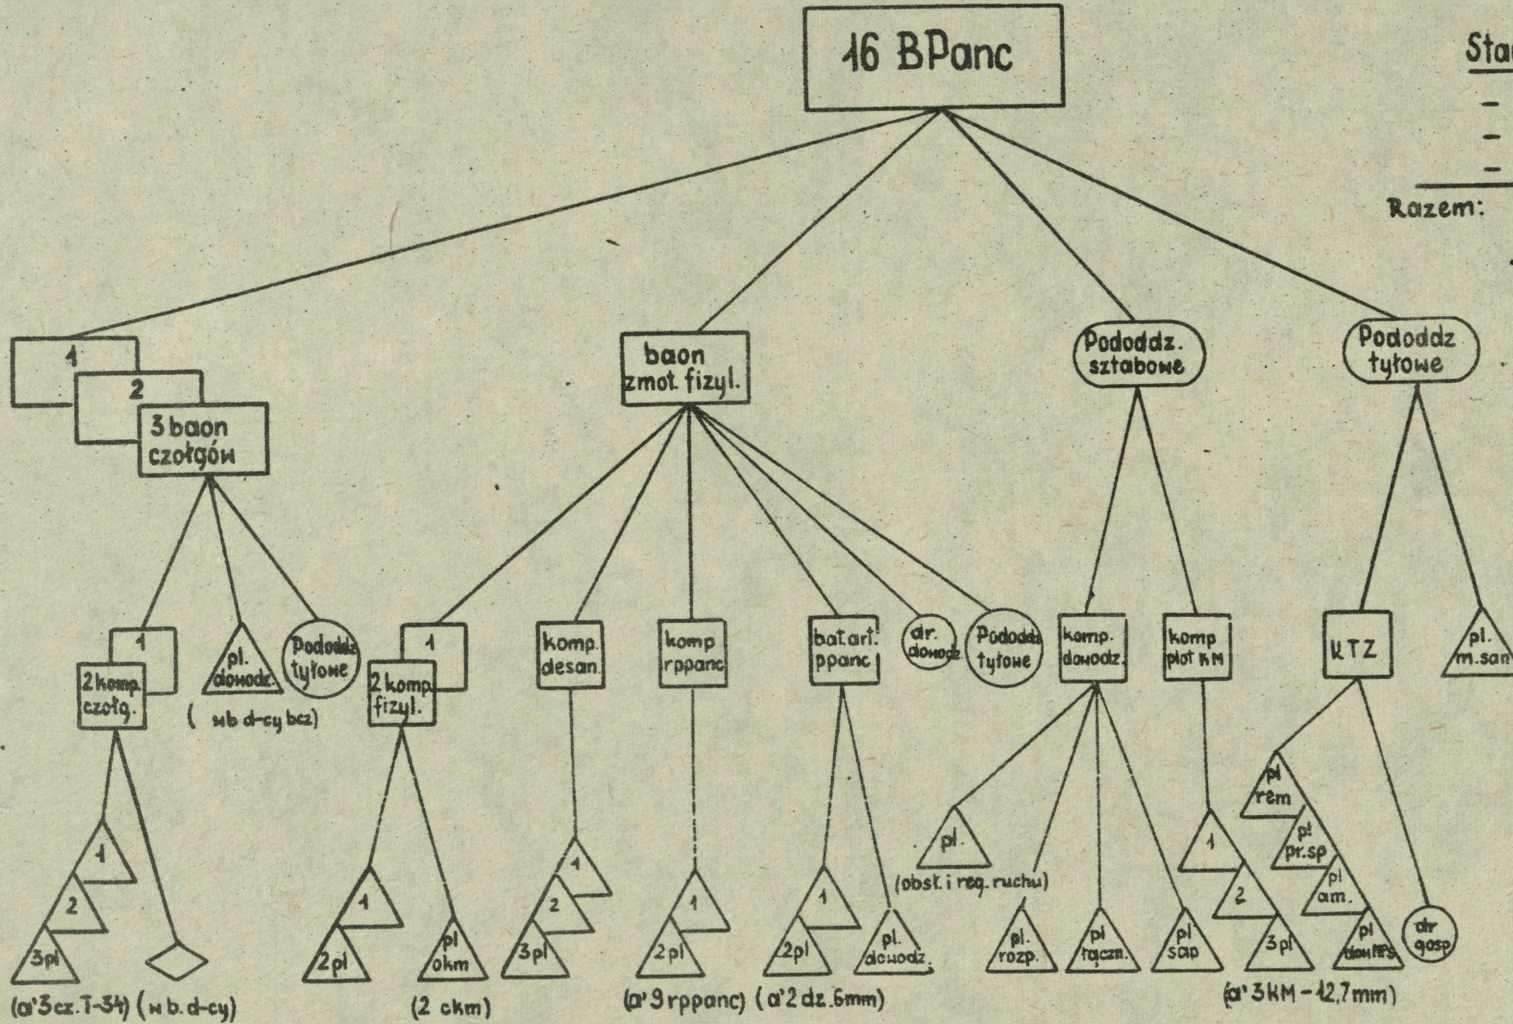 16 BPanc
Razem:
1
2
3 baon
czołgów
baon
zmot. fizyl.
Pododdz.
sztabowe
Pododdz
tyłowe
1
2 komp.
czołg.
pl.
dowodz.
Pododdz
tyłowe
(w b d-cy bcz)
1
2 komp
fizyl.
komp.
desan.
komp
rppanc
bat art.
ppanc
dr.
dowodz
Pododdz
tyłowe
komp.
dowodz.
komp
plot KM
KTZ
pl.
m.san
1
2
3 pl
(a'3 cz. T-34) (w b. d-cy)
1
2 pl
pl
okm
(2 ckm)
1
2
3 pl
1
2 pl
(a'9 rppanc)
1
2 pl
pl.
dowodz.
(a'2 dz. 6mm)
pl.
(obsł. i reg. ruchu)
pl.
rozp.
pl
łączn.
pl
sap
1
2
3 pl
(a'3 KM - 12,7 mm)
pl
rem
pl
pr.sp
pl
am.
pl
dr
gosp